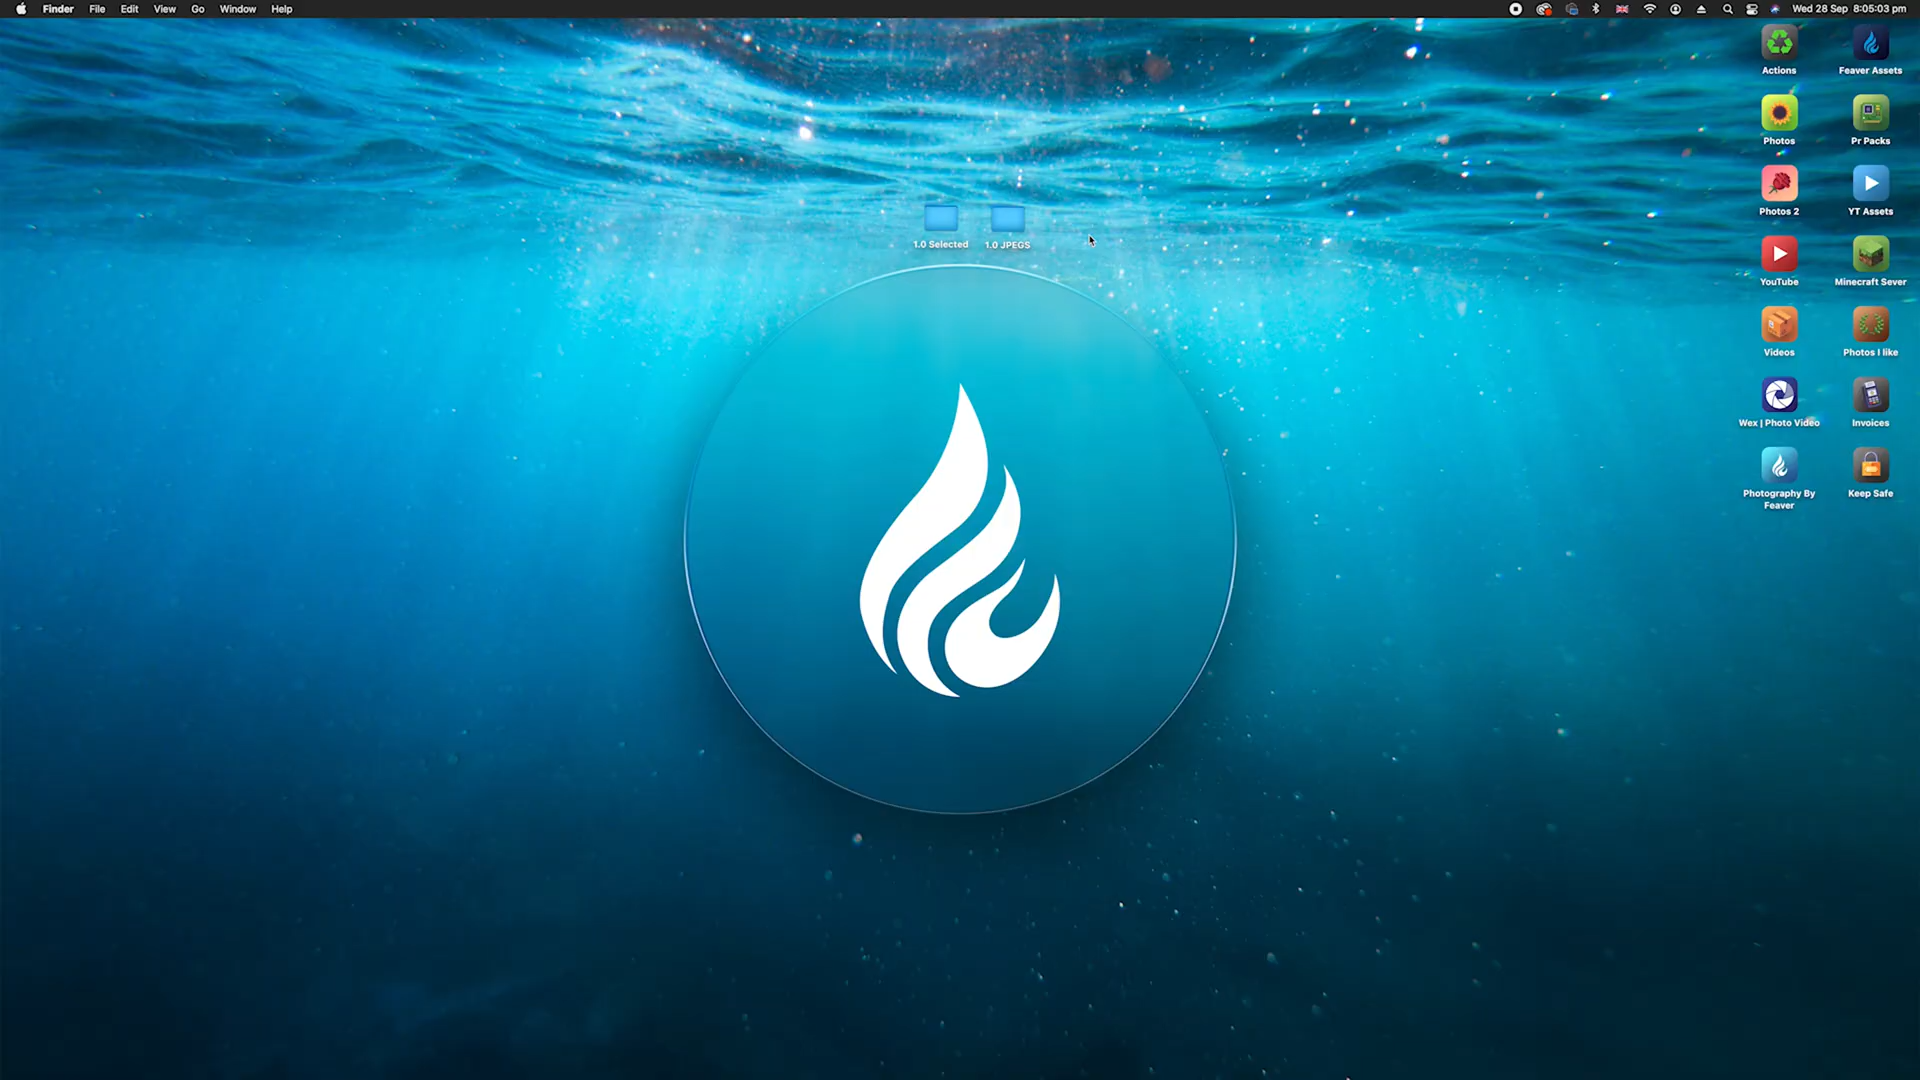 Finder File Edit View Go Window Help Wed 28 Sep 8:05:03 pm
Actions Feaver Assets
Photos Pr Packs
Photos 2 YT Assets
1.0 Selected 1.0 JPEGS
YouTube Minecraft Sever
Videos Photos I like
Wex | Photo Video Invoices
Photography By Keep Safe
Feaver